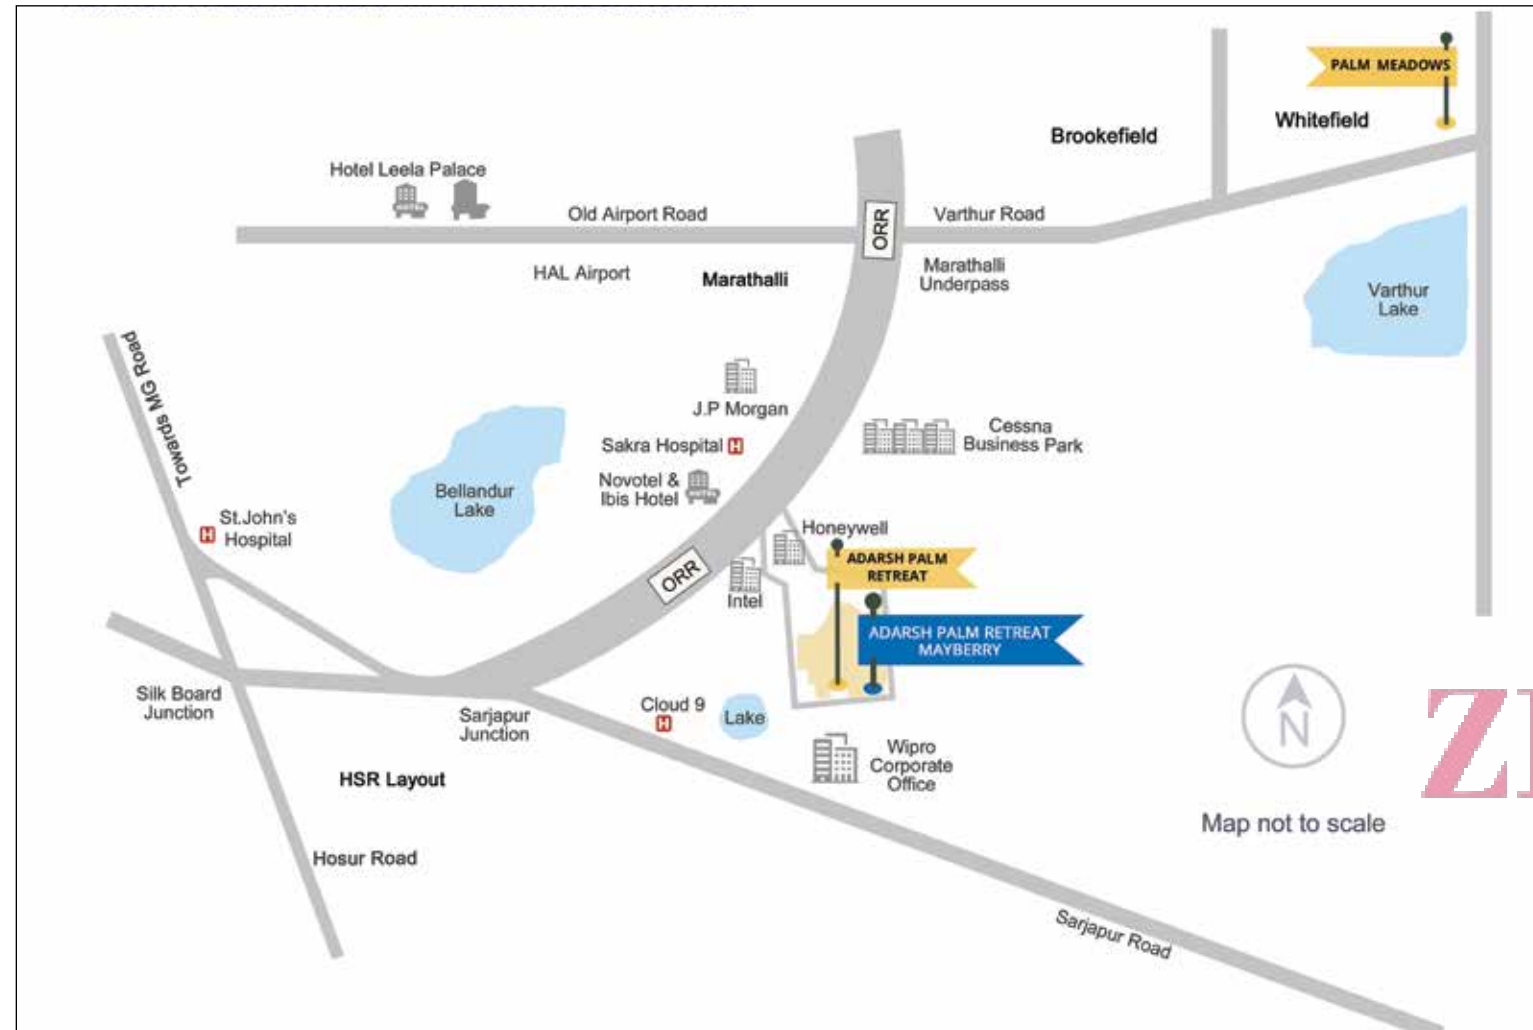 PALM MEADOWS
Whitefield
Brookefield
Hotel Leela Palace
HOTEL
Old Airport Road
ORR
Varthur Road
HAL Airport
Marathalli
Marathalli
Underpass
Varthur
Lake
Towards MG Road
J.P Morgan
Sakra Hospital H
Cessna
Business Park
Novotel &
Ibis Hotel
Bellandur
Lake
St.John's
H
Hospital
Honeywell
ORR
Intel
ADARSH PALM
RETREAT
ADARSH PALM RETREAT
MAYBERRY
Silk Board
Junction
Sarjapur
Junction
Cloud 9
H
Lake
Wipro
Corporate
Office
N
HSR Layout
Map not to scale
Hosur Road
Sarjapur Road